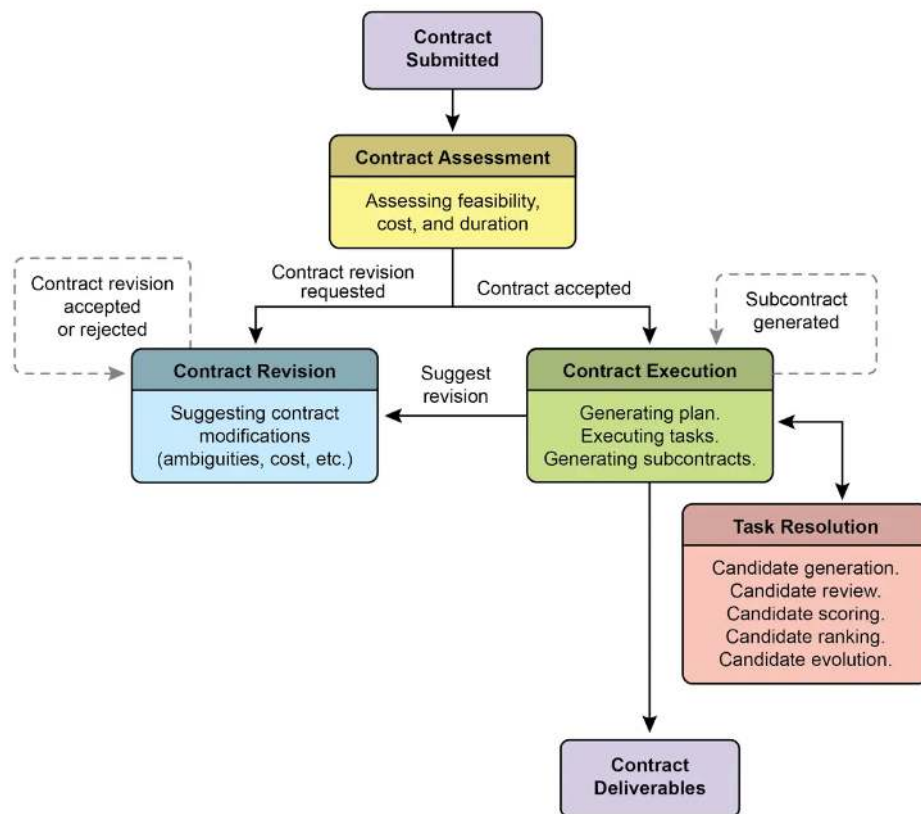 Contract
Submitted
Contract Assessment
Assessing feasibility,
cost, and duration
Contract revision
requested
Contract accepted
Contract revision
accepted
or rejected
Subcontract
generated
Contract Revision
Suggesting contract
modifications
(ambiguities, cost, etc.)
Suggest
revision
Contract Execution
Generating plan.
Executing tasks.
Generating subcontracts.
Task Resolution
Candidate generation.
Candidate review.
Candidate scoring.
Candidate ranking.
Candidate evolution.
Contract
Deliverables